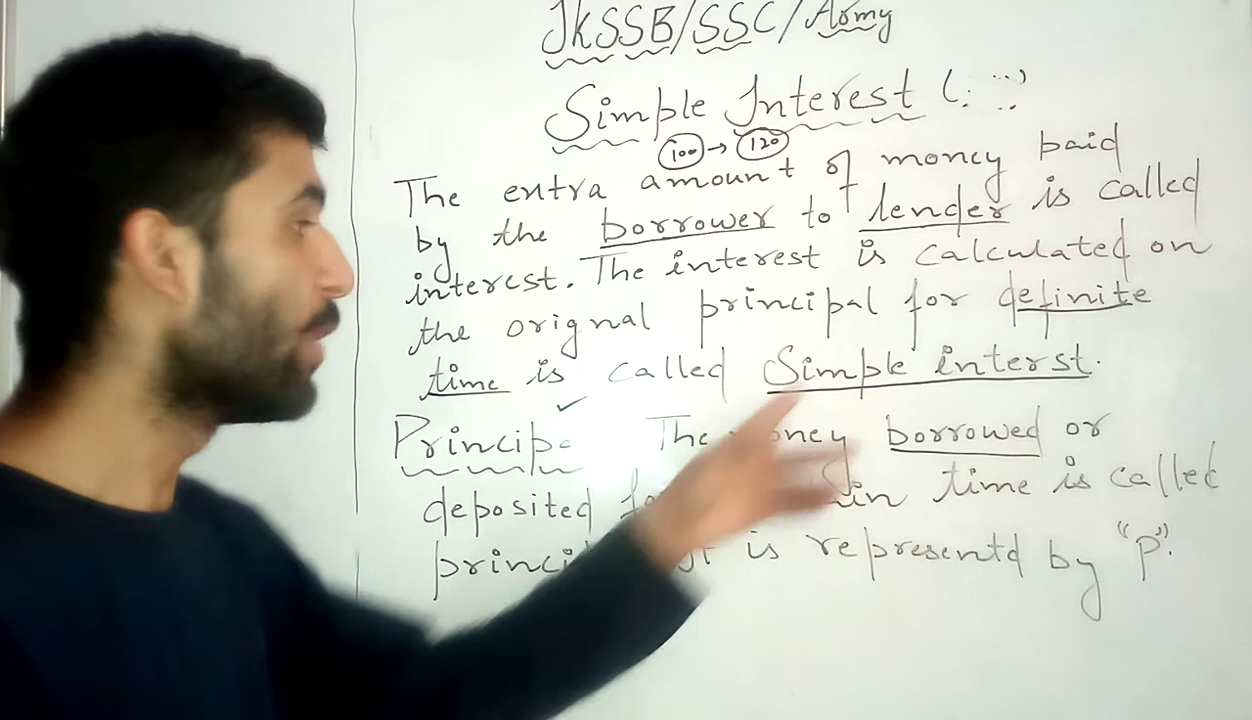 JKSSB/SSC/Army
Simple Interest (: ...)
100 → 120
The extra amount of money paid
by the borrower to lender is called
interest. The interest is calculated on
the orignal principal for definite
time is called Simple interst.
The money borrowed or
deposited time is called
is representd by "P".